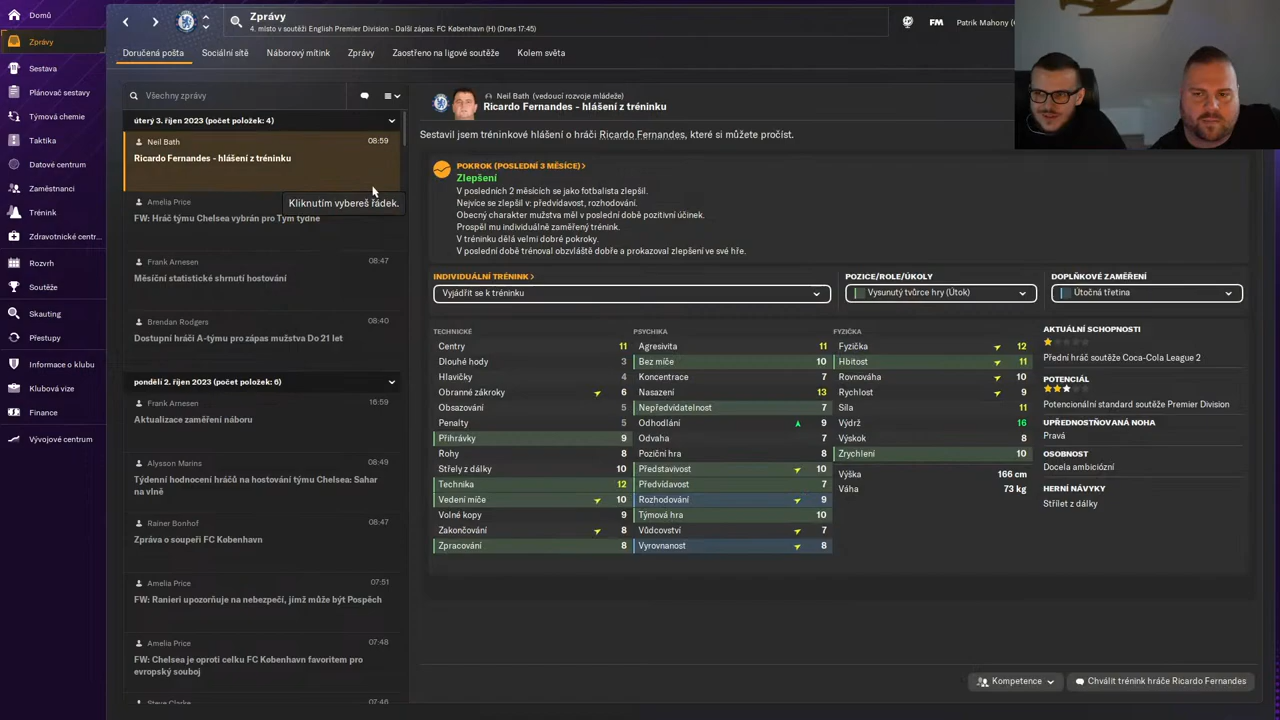 Domů
Zprávy
Sestava
Plánovač sestavy
Týmová chemie
Taktika
Datové centrum
Zaměstnanci
Trénink
Zdravotnické centr...
Rozvrh
Soutěže
Skauting
Přestupy
Informace o klubu
Klubová vize
Finance
Vývojové centrum
Zprávy
4. místo v soutěži English Premier Division - Další zápas: FC København (H) (Dnes 17:45)
FM
Patrik Mahony (
Doručená pošta
Sociální sítě
Náborový mítink
Zprávy
Zaostřeno na ligové soutěže
Kolem světa
Všechny zprávy
úterý 3. říjen 2023 (počet položek: 4)
Neil Bath 08:59
Ricardo Fernandes - hlášení z tréninku
Kliknutím vybereš řádek.
Amelia Price
FW: Hráč týmu Chelsea vybrán pro Tým týdne
Frank Arnesen 08:47
Měsíční statistické shrnutí hostování
Brendan Rodgers 08:40
Dostupní hráči A-týmu pro zápas mužstva Do 21 let
pondělí 2. říjen 2023 (počet položek: 6)
Frank Arnesen 16:59
Aktualizace zaměření náboru
Alysson Marins 08:49
Týdenní hodnocení hráčů na hostování týmu Chelsea: Sahar
na vlně
Rainer Bonhof 08:47
Zpráva o soupeři FC København
Amelia Price 07:51
FW: Ranieri upozorňuje na nebezpečí, jímž může být Pospěch
Amelia Price 07:48
FW: Chelsea je oproti celku FC København favoritem pro
evropský souboj
Steve Clarke 07:46
Neil Bath (vedoucí rozvoje mládeže)
Ricardo Fernandes - hlášení z tréninku
Sestavil jsem tréninkové hlášení o hráči Ricardo Fernandes, které si můžete pročíst.
POKROK (POSLEDNÍ 3 MĚSÍCE) >
Zlepšení
V posledních 2 měsících se jako fotbalista zlepšil.
Nejvíce se zlepšil v: předvídavost, rozhodování.
Obecný charakter mužstva měl v poslední době pozitivní účinek.
Prospěl mu individuálně zaměřený trénink.
V tréninku dělá velmi dobré pokroky.
V poslední době trénoval obzvláště dobře a prokazoval zlepšení ve své hře.
INDIVIDUÁLNÍ TRÉNINK >
Vyjádřit se k tréninku
POZICE/ROLE/ÚKOLY
Vysunutý tvůrce hry (Útok)
DOPLŇKOVÉ ZAMĚŘENÍ
Útočná třetina
TECHNICKÉ
Centry 11
Dlouhé hody 3
Hlavičky 4
Obranné zákroky 6
Obsazování 5
Penalty 5
Přihrávky 9
Rohy 8
Střely z dálky 10
Technika 12
Vedení míče 10
Volné kopy 9
Zakončování 8
Zpracování 8
PSYCHIKA
Agresivita 11
Bez míče 10
Koncentrace 7
Nasazení 13
Nepředvídatelnost 7
Odhodlání 9
Odvaha 7
Poziční hra 8
Představivost 10
Předvídavost 7
Rozhodování 9
Týmová hra 10
Vůdcovství 7
Vyrovnanost 8
FYZIČKA
Fyzička 12
Hbitost 11
Rovnováha 10
Rychlost 9
Síla 11
Výdrž 16
Výskok 8
Zrychlení 10
Výška 166 cm
Váha 73 kg
AKTUÁLNÍ SCHOPNOSTI
Přední hráč soutěže Coca-Cola League 2
POTENCIÁL
Potencionální standard soutěže Premier Division
UPŘEDNOSTŇOVANÁ NOHA
Pravá
OSOBNOST
Docela ambiciózní
HERNÍ NÁVYKY
Střílet z dálky
Kompetence
Chválit trénink hráče Ricardo Fernandes